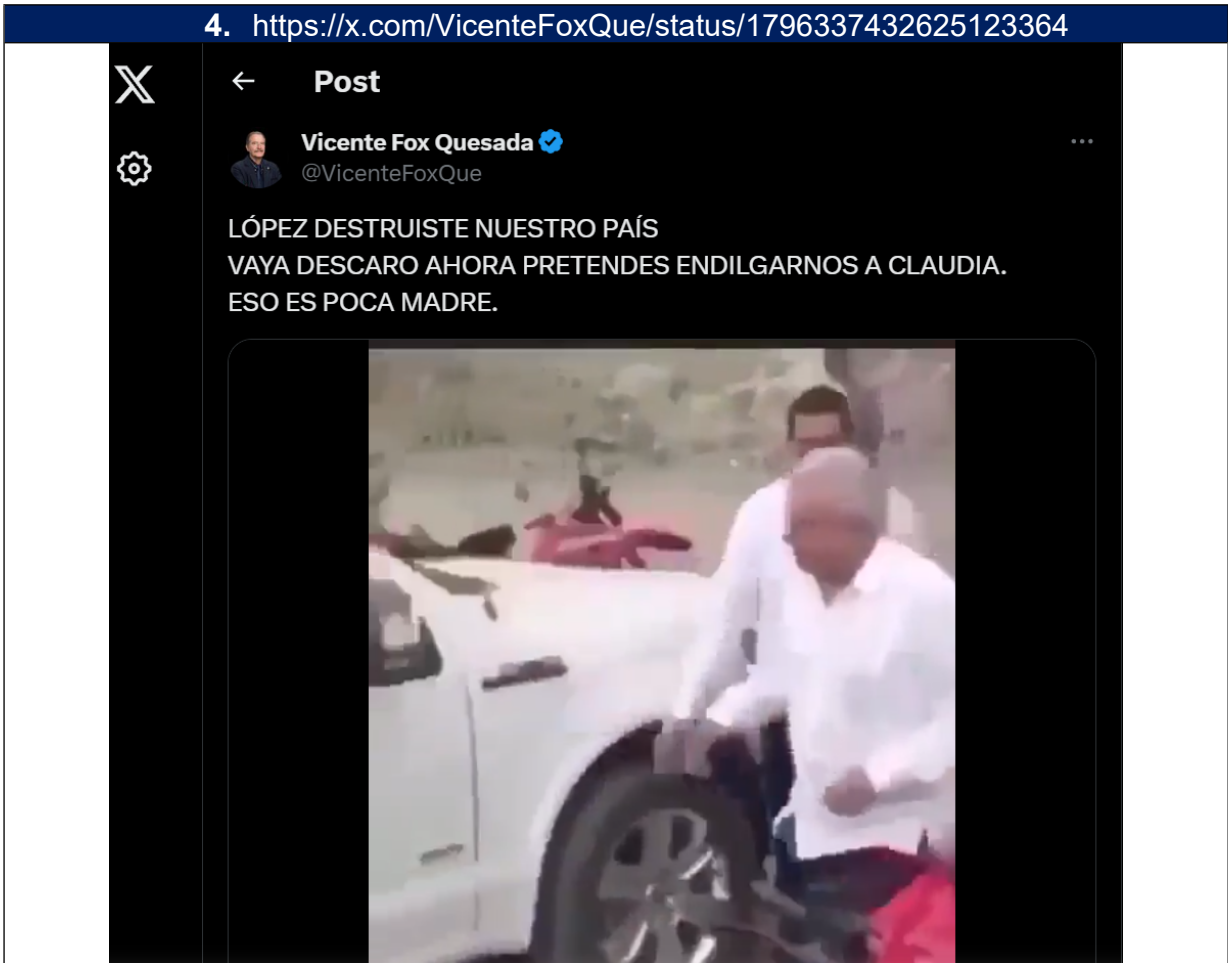 4. https://x.com/VicenteFoxQue/status/1796337432625123364
Post
Vicente Fox Quesada
@VicenteFoxQue
LÓPEZ DESTRUISTE NUESTRO PAÍS
VAYA DESCARO AHORA PRETENDES ENDILGARNOS A CLAUDIA.
ESO ES POCA MADRE.